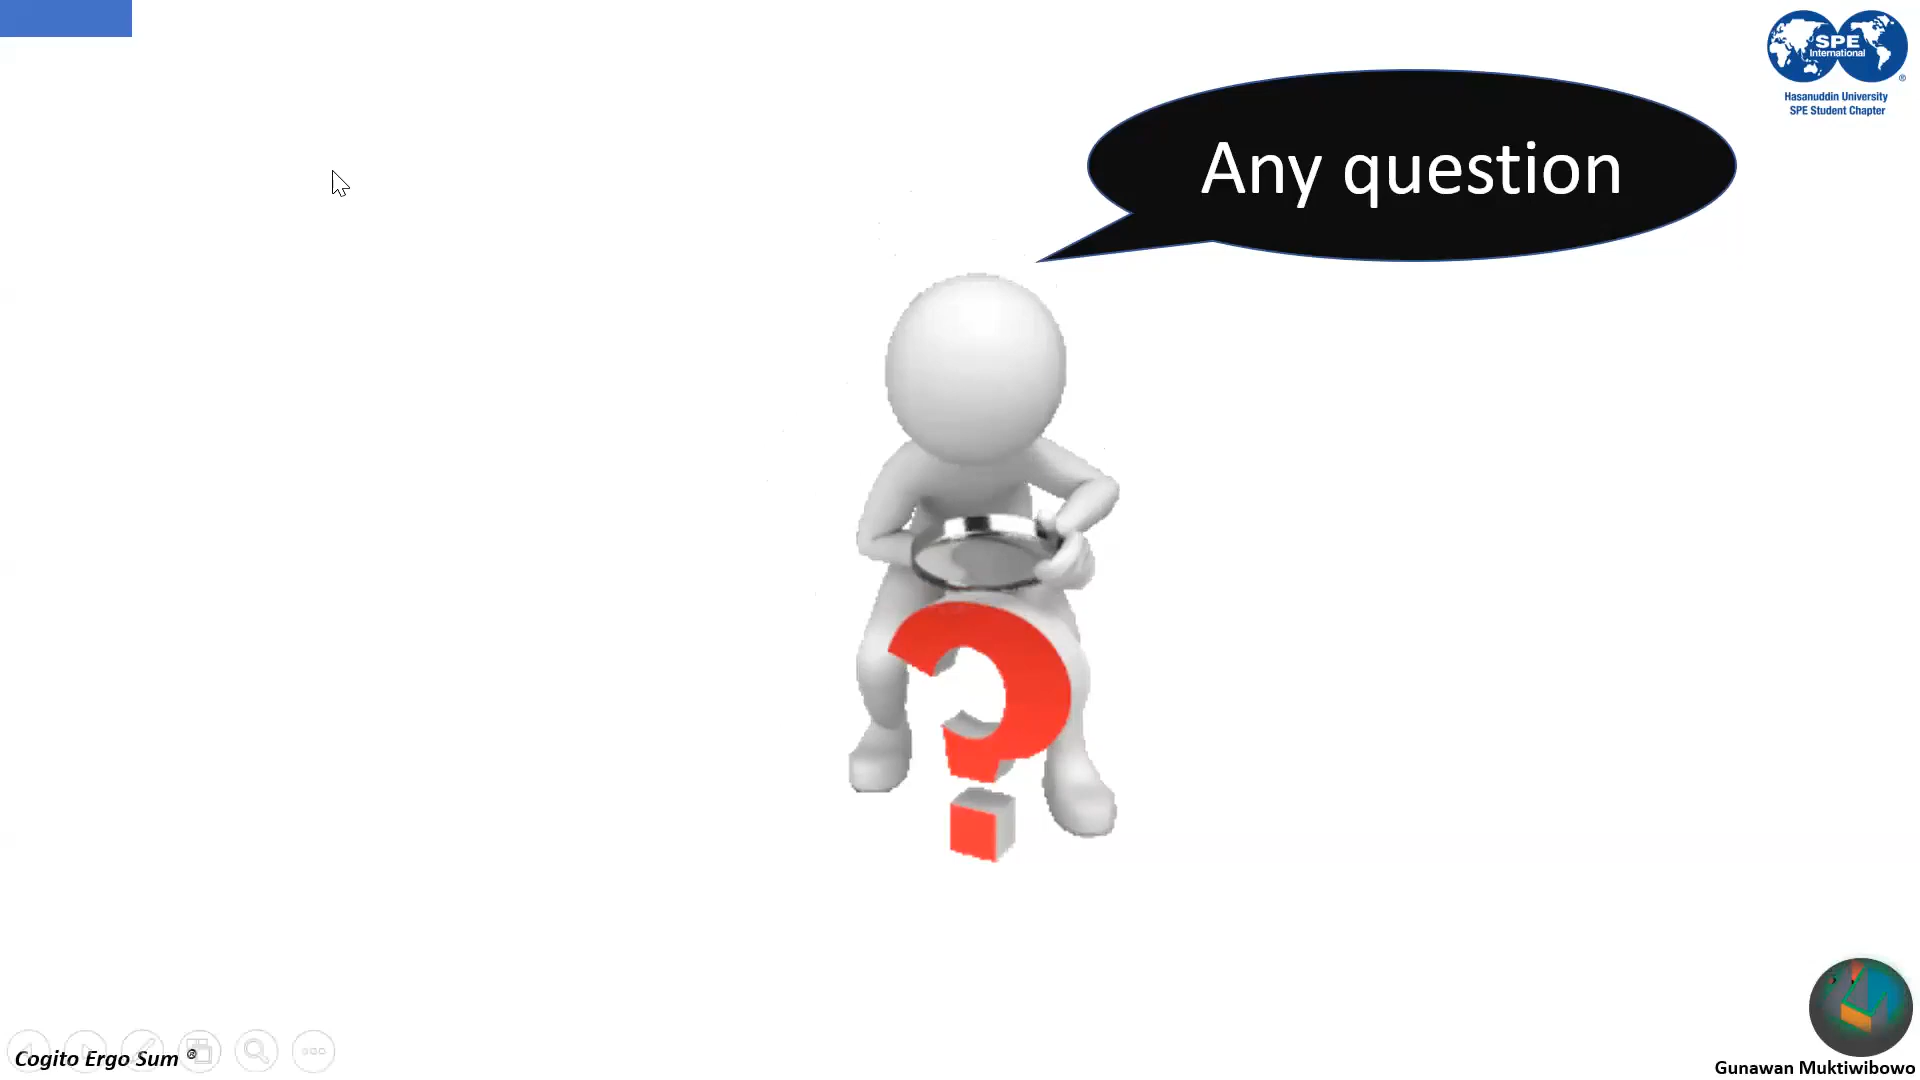 SPE
International
®
Hasanuddin University
SPE Student Chapter
Any question
?
Cogito Ergo Sum ®
Gunawan Muktiwibowo